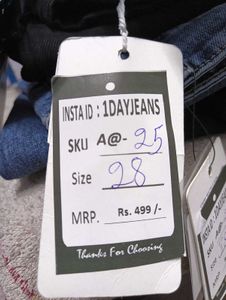 INSTA ID : 1DAYJEANS
SKU A@-25
Size 28
MRP. Rs. 499 /-
Thanks For Choosing